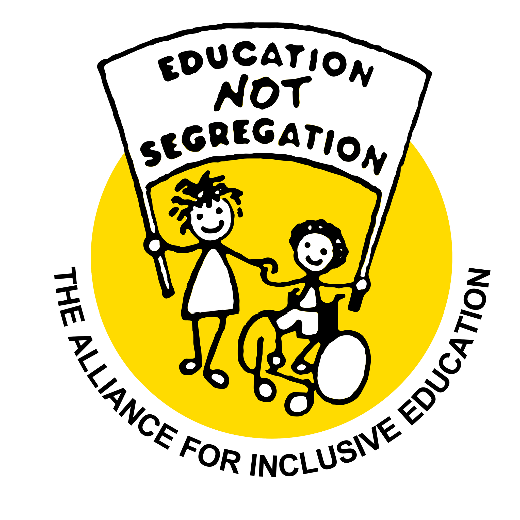 EDUCATION
NOT
SEGREGATION
THE ALLIANCE FOR INCLUSIVE EDUCATION